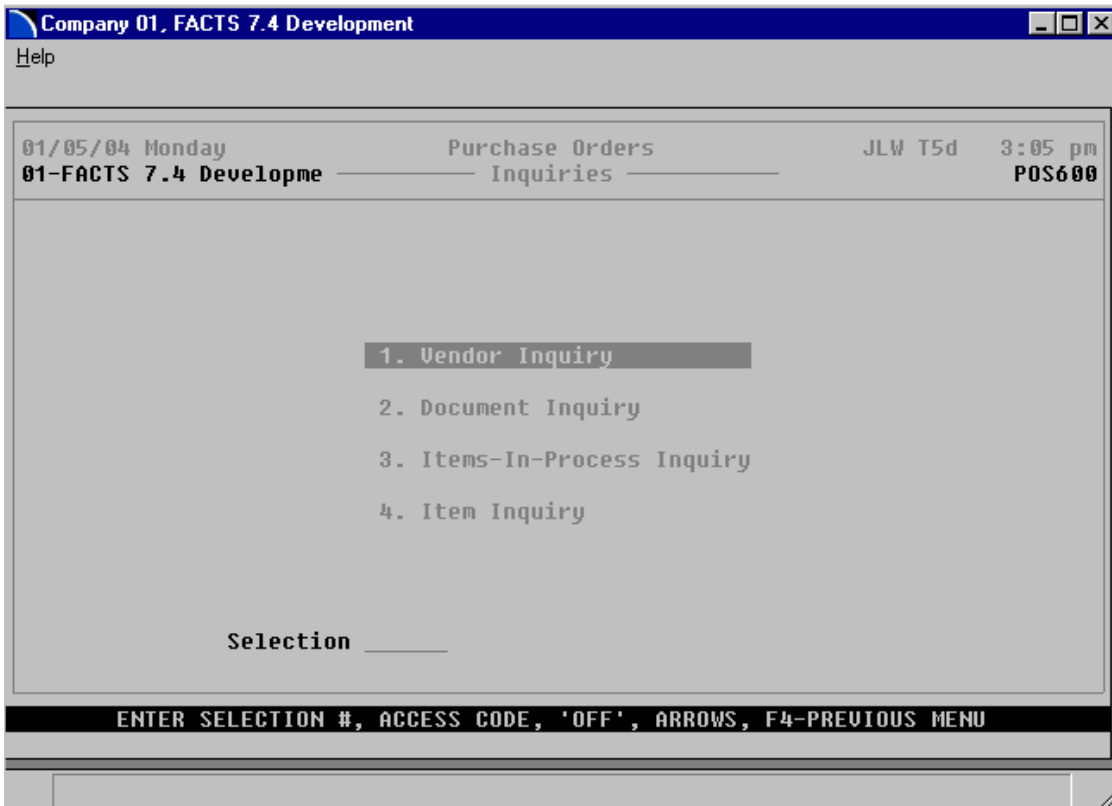 Company 01, FACTS 7.4 Development
Help
01/05/04 Monday Purchase Orders JLW T5d 3:05 pm
01-FACTS 7.4 Developme Inquiries POS600
1. Vendor Inquiry
2. Document Inquiry
3. Items-In-Process Inquiry
4. Item Inquiry
Selection ______
ENTER SELECTION #, ACCESS CODE, 'OFF', ARROWS, F4-PREVIOUS MENU